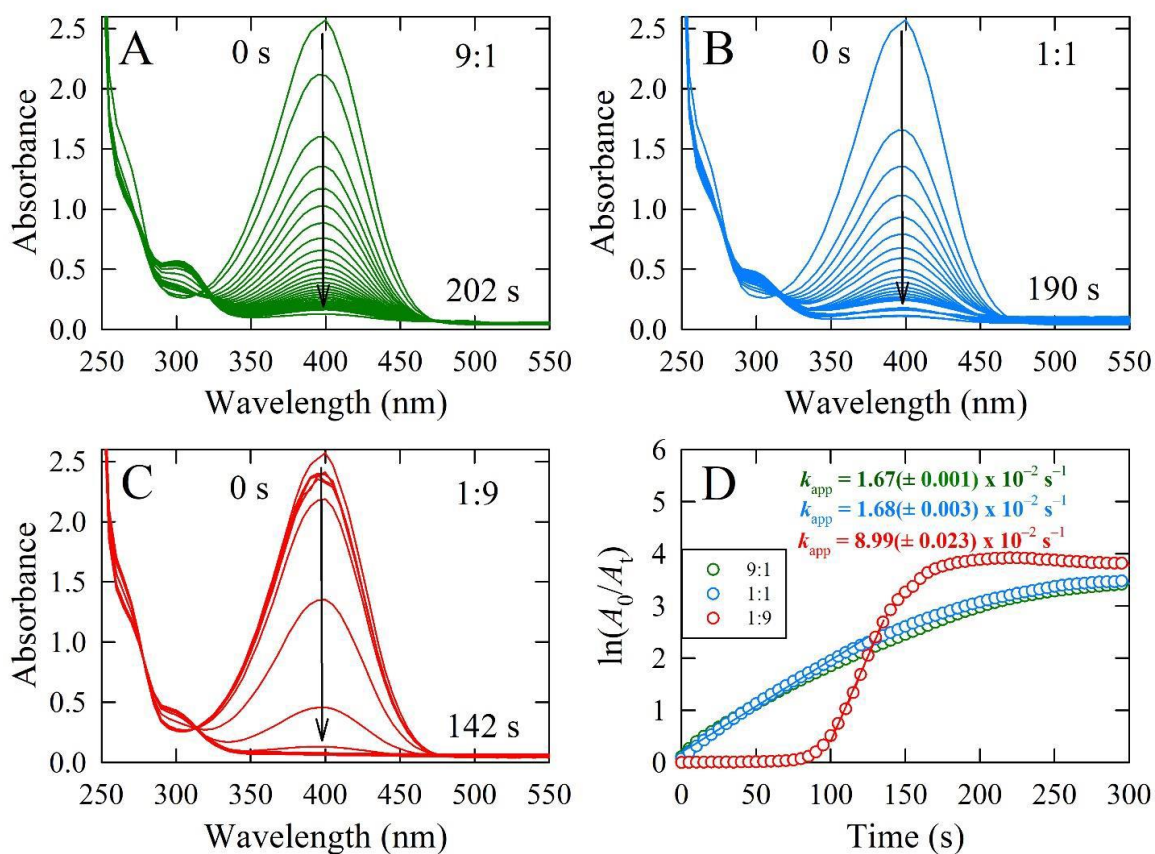 A
0 s
9:1
202 s
2.5
2.0
1.5
1.0
0.5
0.0
Absorbance
250 300 350 400 450 500 550
Wavelength (nm)
B
0 s
1:1
190 s
2.5
2.0
1.5
1.0
0.5
0.0
Absorbance
250 300 350 400 450 500 550
Wavelength (nm)
C
0 s
1:9
142 s
2.5
2.0
1.5
1.0
0.5
0.0
Absorbance
250 300 350 400 450 500 550
Wavelength (nm)
D
k_app = 1.67(± 0.001) x 10⁻² s⁻¹
k_app = 1.68(± 0.003) x 10⁻² s⁻¹
k_app = 8.99(± 0.023) x 10⁻² s⁻¹
9:1
1:1
1:9
6
5
4
3
2
1
0
ln(A₀/Aₜ)
0 50 100 150 200 250 300
Time (s)